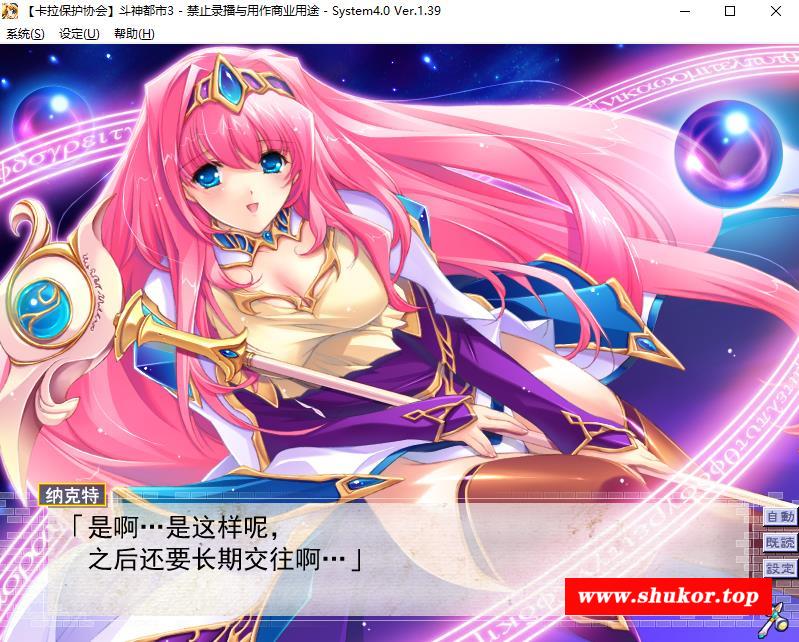 【卡拉保护协会】斗神都市3 - 禁止录播与用作商业用途 - System4.0 Ver.1.39
系统(S) 设定(U) 帮助(H)
纳克特
「是啊…是这样呢，
之后还要长期交往啊…」
自動
既読
設定
www.shukor.top